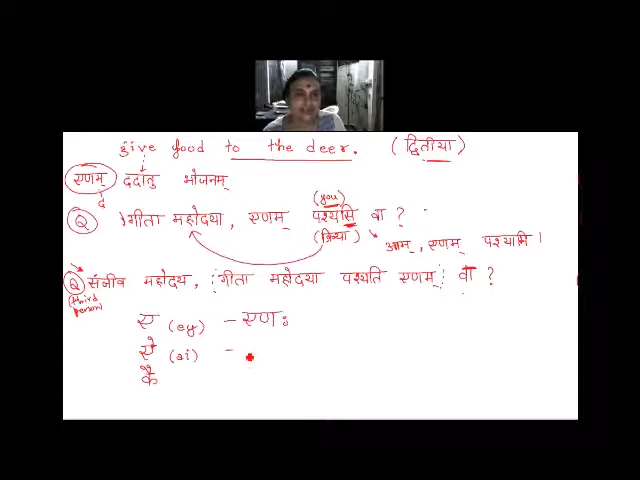 give food to the deer. (द्वितीया)
एणम् ददातु भोजनम्
दे
(you)
Q गीता महोदया, एणम् पश्यसि वा ?
(क्रिया)
आम्, एणम् पश्यामि ।
Q संजीव महोदय, गीता महोदया पश्यति एणम् वा ?
(third person)
ए (ey) - एणः
ऐ (ai) -
कै